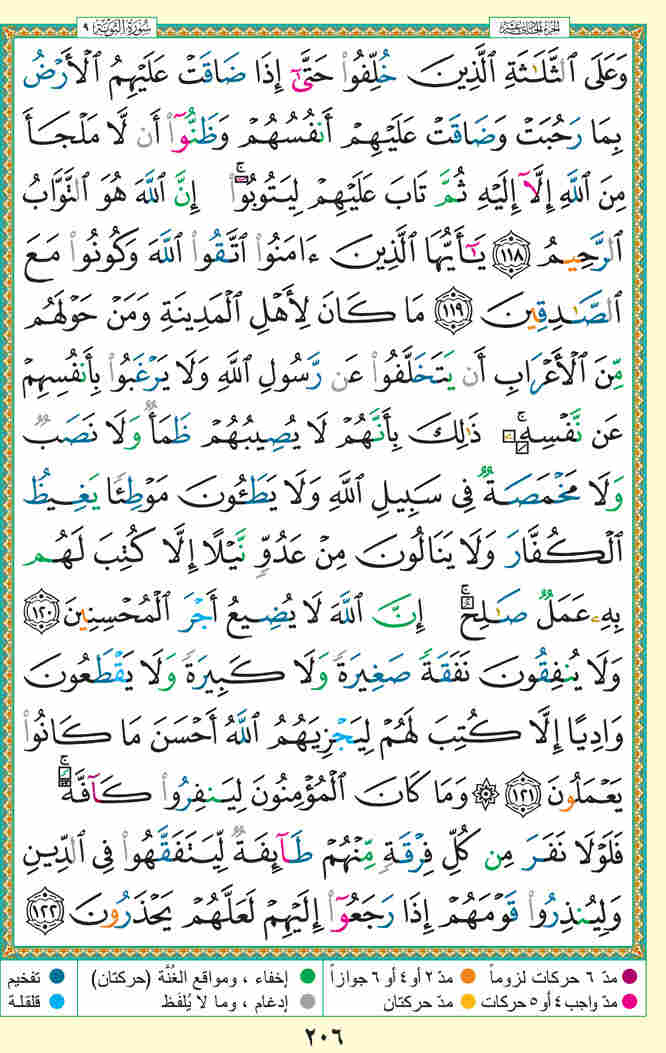 سُورَةُ التَّوۡبَةِ ٩
وَعَلَى ٱلثَّلَٰثَةِ ٱلَّذِينَ خُلِّفُوا۟ حَتَّىٰٓ إِذَا ضَاقَتۡ عَلَيۡهِمُ ٱلۡأَرۡضُ
بِمَا رَحُبَتۡ وَضَاقَتۡ عَلَيۡهِمۡ أَنفُسُهُمۡ وَظَنُّوٓا۟ أَن لَّا مَلۡجَأَ
مِنَ ٱللَّهِ إِلَّآ إِلَيۡهِ ثُمَّ تَابَ عَلَيۡهِمۡ لِيَتُوبُوٓا۟ۚ إِنَّ ٱللَّهَ هُوَ ٱلتَّوَّابُ
ٱلرَّحِيمُ ١١٨ يَٰٓأَيُّهَا ٱلَّذِينَ ءَامَنُوا۟ ٱتَّقُوا۟ ٱللَّهَ وَكُونُوا۟ مَعَ
ٱلصَّٰدِقِينَ ١١٩ مَا كَانَ لِأَهۡلِ ٱلۡمَدِينَةِ وَمَنۡ حَوۡلَهُم
مِّنَ ٱلۡأَعۡرَابِ أَن يَتَخَلَّفُوا۟ عَن رَّسُولِ ٱللَّهِ وَلَا يَرۡغَبُوا۟ بِأَنفُسِهِمۡ
عَن نَّفۡسِهِۦۚ ذَٰلِكَ بِأَنَّهُمۡ لَا يُصِيبُهُمۡ ظَمَأٌ وَلَا نَصَبٌ
وَلَا مَخۡمَصَةٌ فِى سَبِيلِ ٱللَّهِ وَلَا يَطَـُٔونَ مَوۡطِئًا يَغِيظُ
ٱلۡكُفَّارَ وَلَا يَنَالُونَ مِنۡ عَدُوٍّ نَّيۡلًا إِلَّا كُتِبَ لَهُم
بِهِۦ عَمَلٌ صَٰلِحٌۚ إِنَّ ٱللَّهَ لَا يُضِيعُ أَجۡرَ ٱلۡمُحۡسِنِينَ ١٢٠
وَلَا يُنفِقُونَ نَفَقَةً صَغِيرَةً وَلَا كَبِيرَةً وَلَا يَقۡطَعُونَ
وَادِيًا إِلَّا كُتِبَ لَهُمۡ لِيَجۡزِيَهُمُ ٱللَّهُ أَحۡسَنَ مَا كَانُوا۟
يَعۡمَلُونَ ١٢١ ۞ وَمَا كَانَ ٱلۡمُؤۡمِنُونَ لِيَنفِرُوا۟ كَآفَّةًۚ
فَلَوۡلَا نَفَرَ مِن كُلِّ فِرۡقَةٍ مِّنۡهُمۡ طَآئِفَةٌ لِّيَتَفَقَّهُوا۟ فِى ٱلدِّينِ
وَلِيُنذِرُوا۟ قَوۡمَهُمۡ إِذَا رَجَعُوٓا۟ إِلَيۡهِمۡ لَعَلَّهُمۡ يَحۡذَرُونَ ١٢٢
مدّ ٦ حركات لزوماً مدّ ٢ أو ٤ أو ٦ جوازاً إخفاء ، ومواقع الغُنَّة (حركتان) تفخيم
مدّ واجب ٤ أو ٥ حركات مدّ حركتان إدغام ، وما لا يُلفَظ قلقلة
٢٠٦